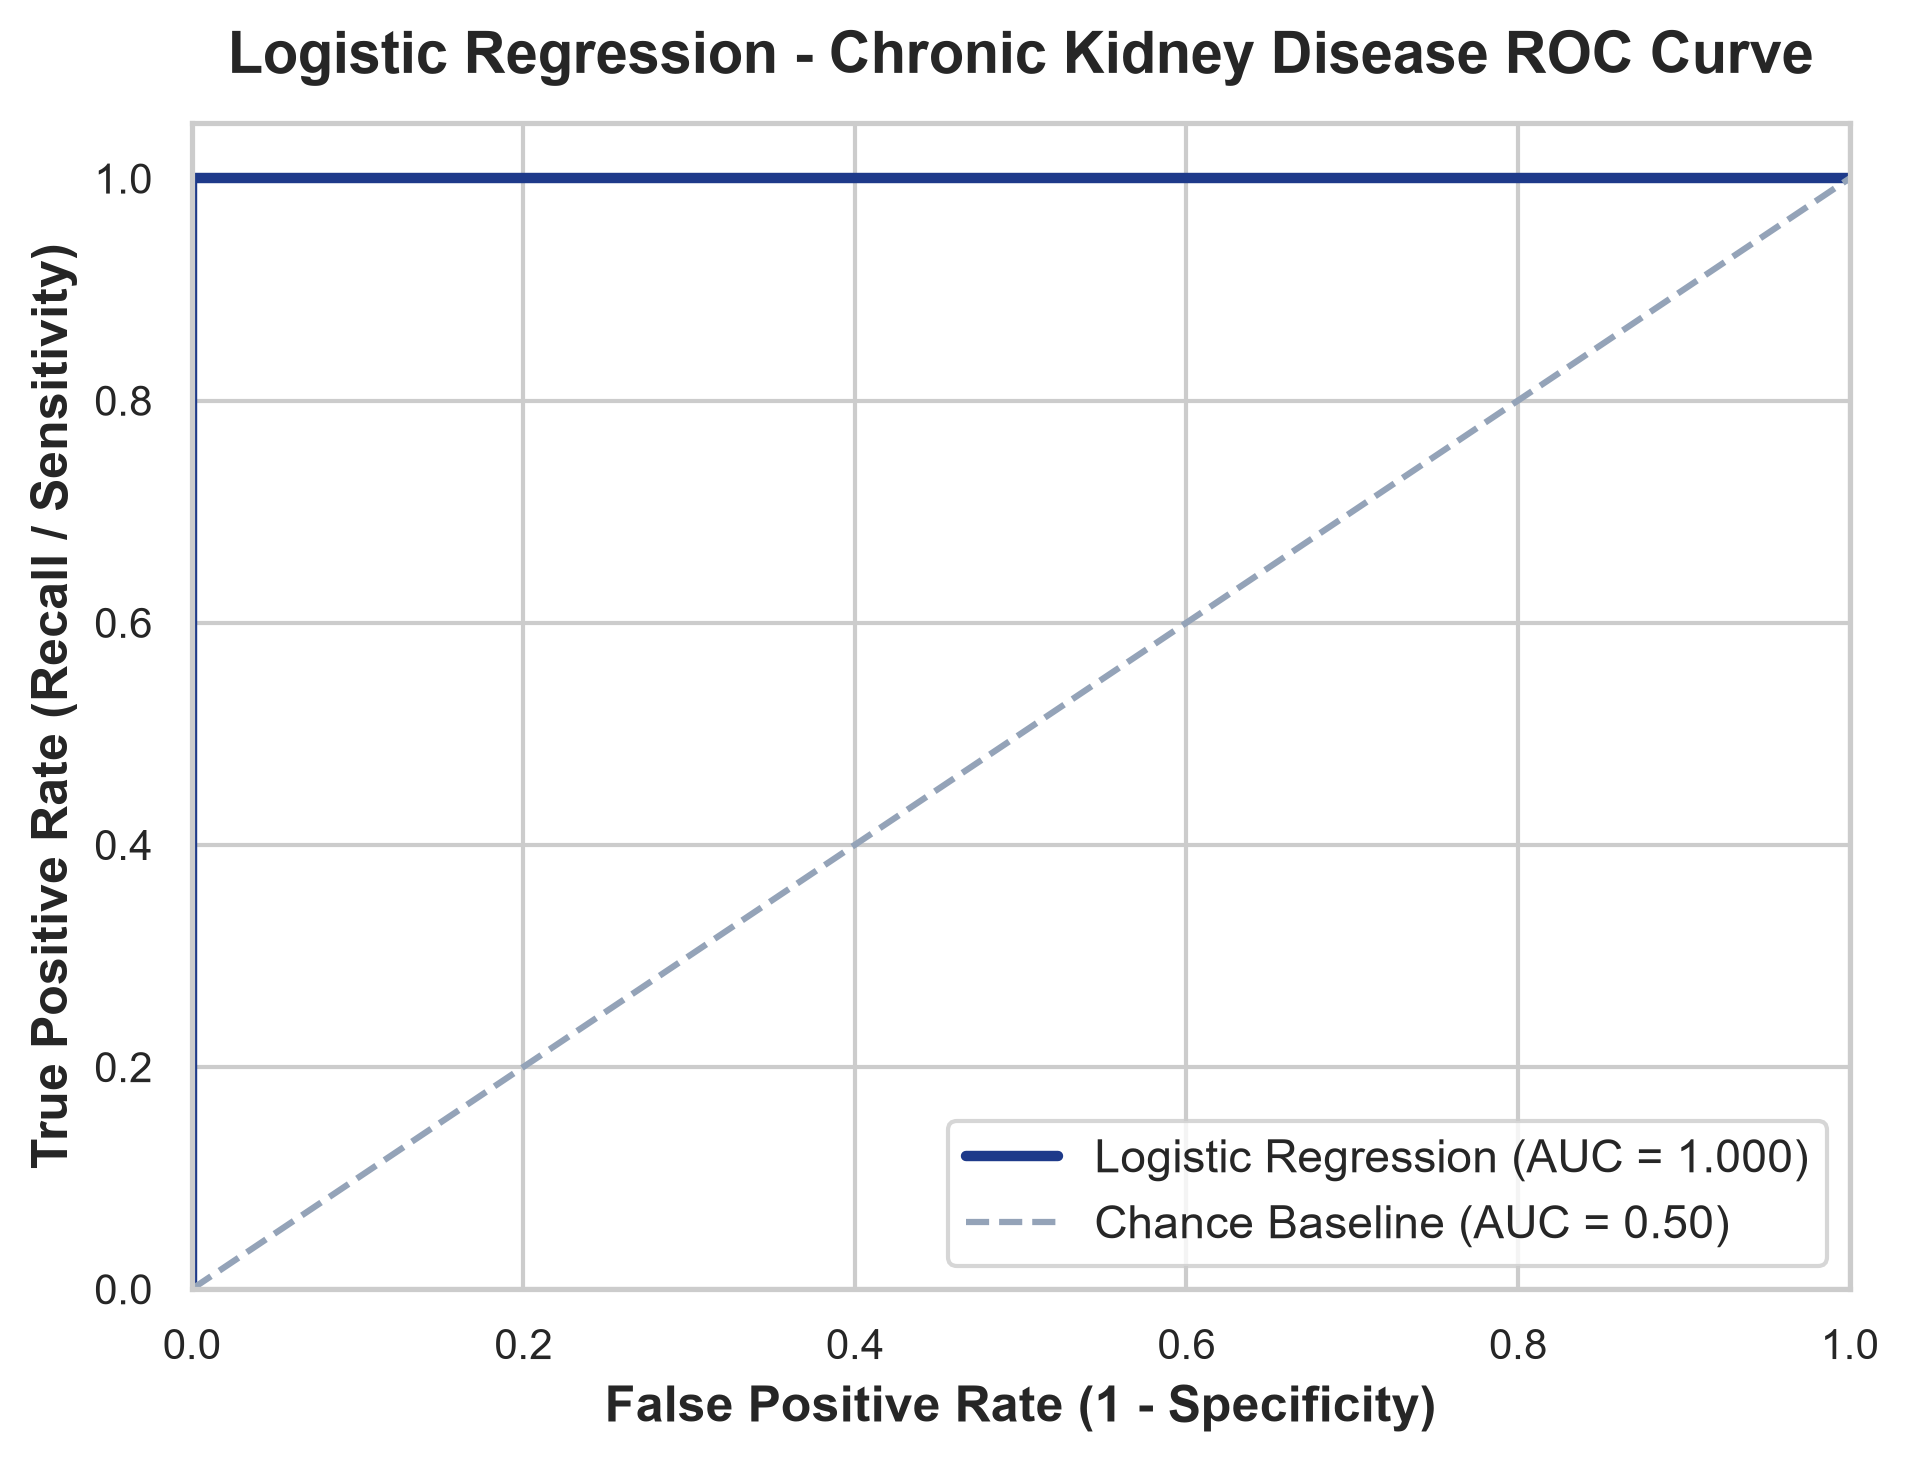 Logistic Regression - Chronic Kidney Disease ROC Curve
True Positive Rate (Recall / Sensitivity)
1.0
0.8
0.6
0.4
0.2
0.0
Logistic Regression (AUC = 1.000)
Chance Baseline (AUC = 0.50)
0.0 0.2 0.4 0.6 0.8 1.0
False Positive Rate (1 - Specificity)